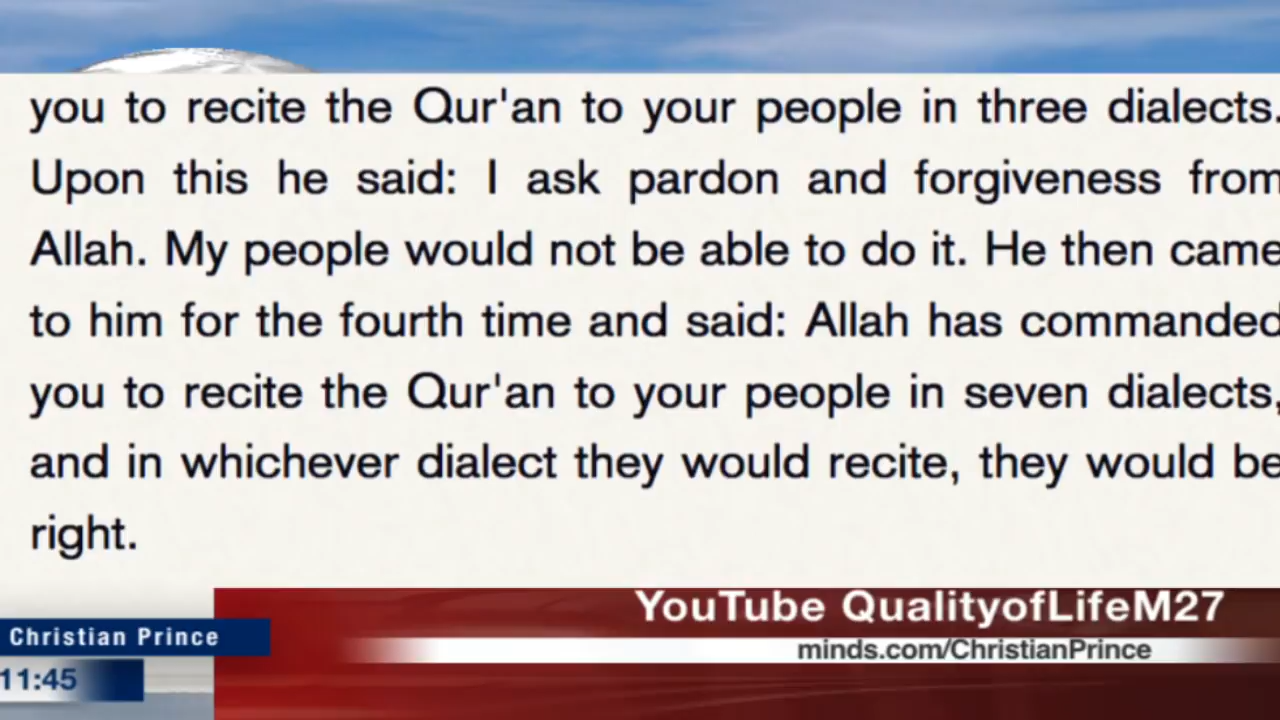 you to recite the Qur'an to your people in three dialects.
Upon this he said: I ask pardon and forgiveness from
Allah. My people would not be able to do it. He then came
to him for the fourth time and said: Allah has commanded
you to recite the Qur'an to your people in seven dialects,
and in whichever dialect they would recite, they would be
right.
YouTube QualityofLifeM27
Christian Prince
minds.com/ChristianPrince
11:45